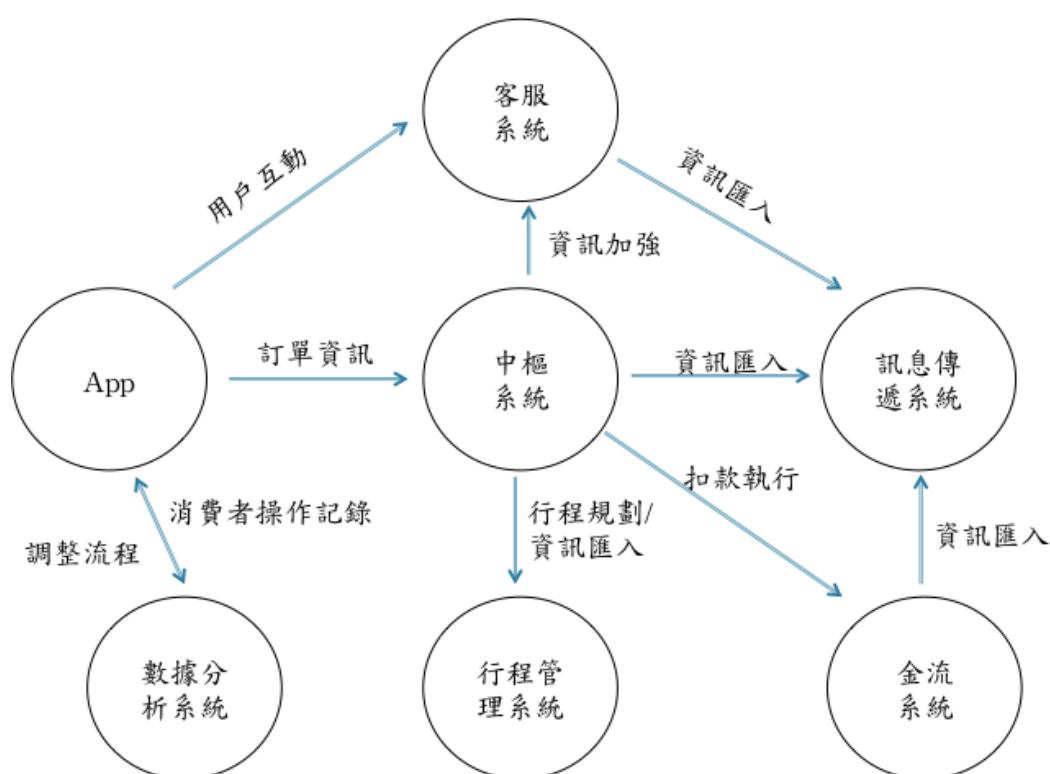 客服
系統
用戶互動
資訊匯入
資訊加強
App
訂單資訊
中樞
系統
資訊匯入
訊息傳
遞系統
消費者操作記錄
調整流程
行程規劃/
資訊匯入
扣款執行
資訊匯入
數據分
析系統
行程管
理系統
金流
系統